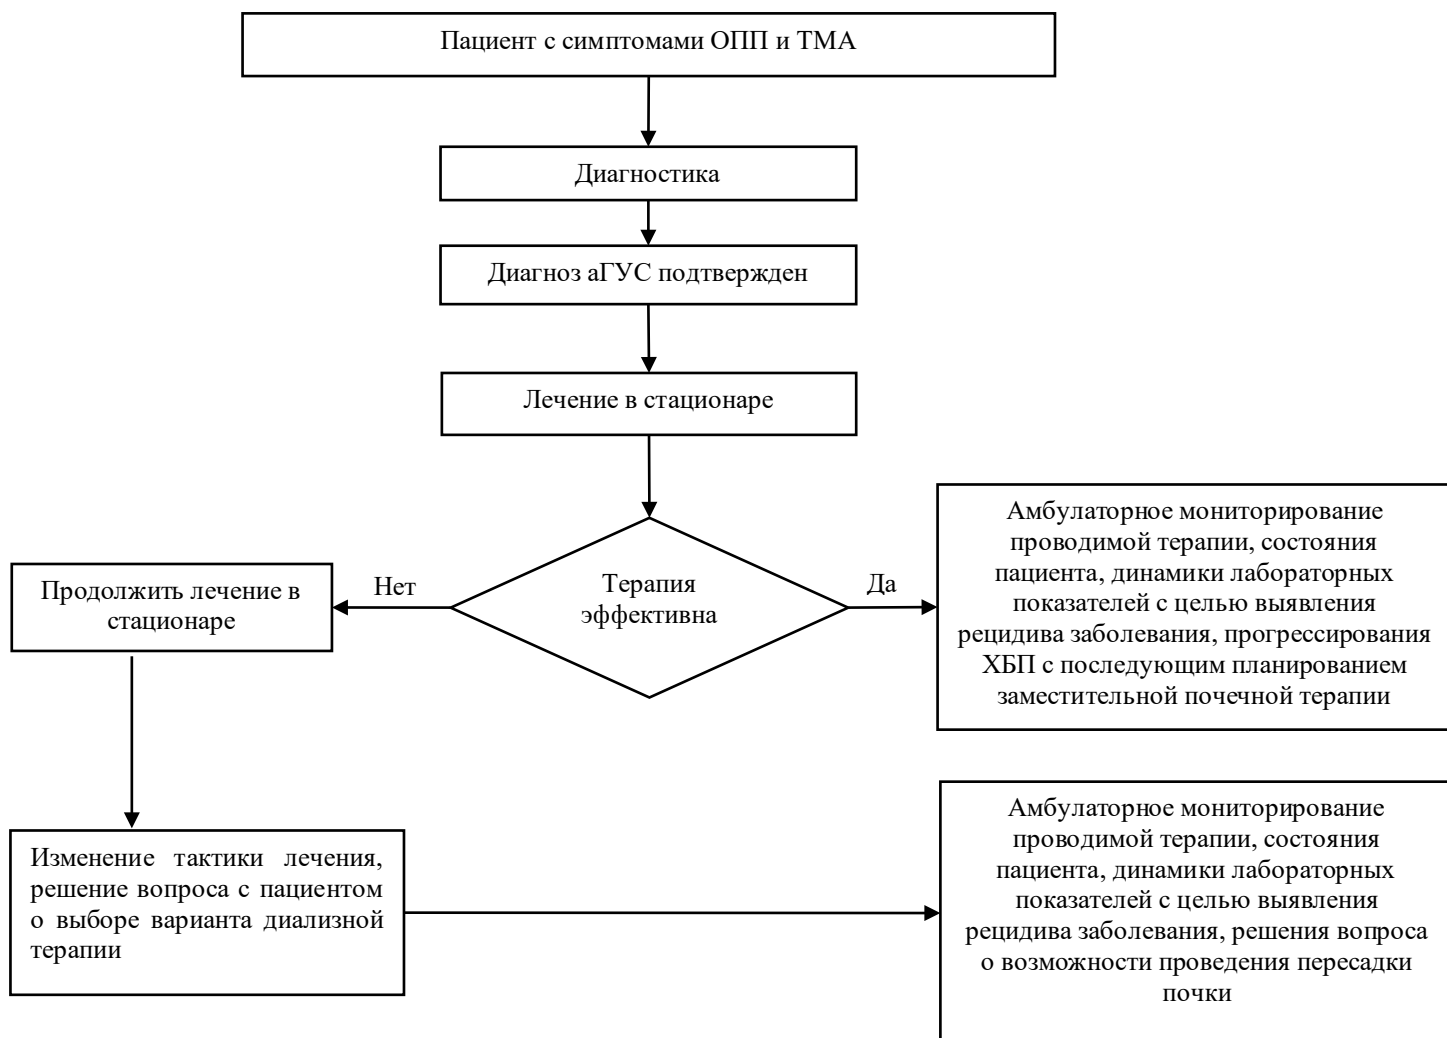 Пациент с симптомами ОПП и ТМА
Диагностика
Диагноз аГУС подтвержден
Лечение в стационаре
Терапия
эффективна
Нет
Да
Продолжить лечение в
стационаре
Амбулаторное мониторирование
проводимой терапии, состояния
пациента, динамики лабораторных
показателей с целью выявления
рецидива заболевания, прогрессирования
ХБП с последующим планированием
заместительной почечной терапии
Изменение тактики лечения,
решение вопроса с пациентом
о выборе варианта диализной
терапии
Амбулаторное мониторирование
проводимой терапии, состояния
пациента, динамики лабораторных
показателей с целью выявления
рецидива заболевания, решения вопроса
о возможности проведения пересадки
почки